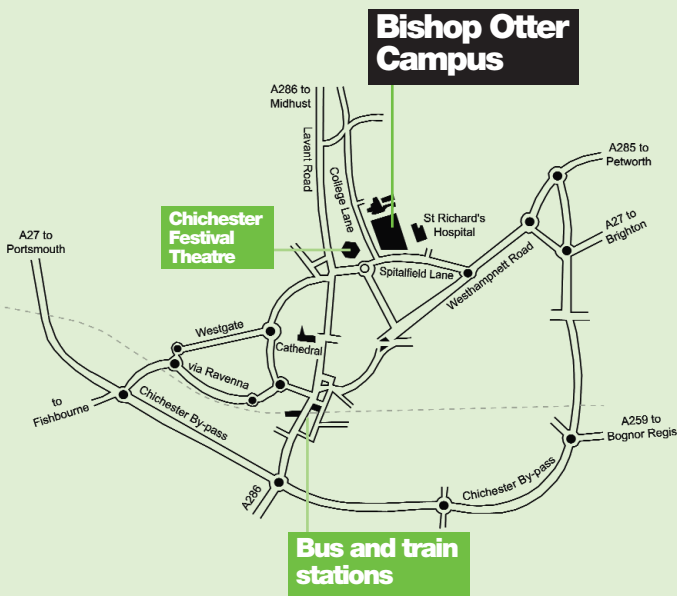 Bishop Otter
Campus
A286 to
Midhust
Lavant Road
College Lane
A285 to
Petworth
St Richard's
Hospital
Chichester
Festival
Theatre
A27 to
Portsmouth
A27 to
Brighton
Spitalfield Lane
Westhampnett Road
Westgate
Cathedral
via Ravenna
to
Fishbourne
Chichester By-pass
A259 to
Bognor Regis
Chichester By-pass
A286
Bus and train
stations